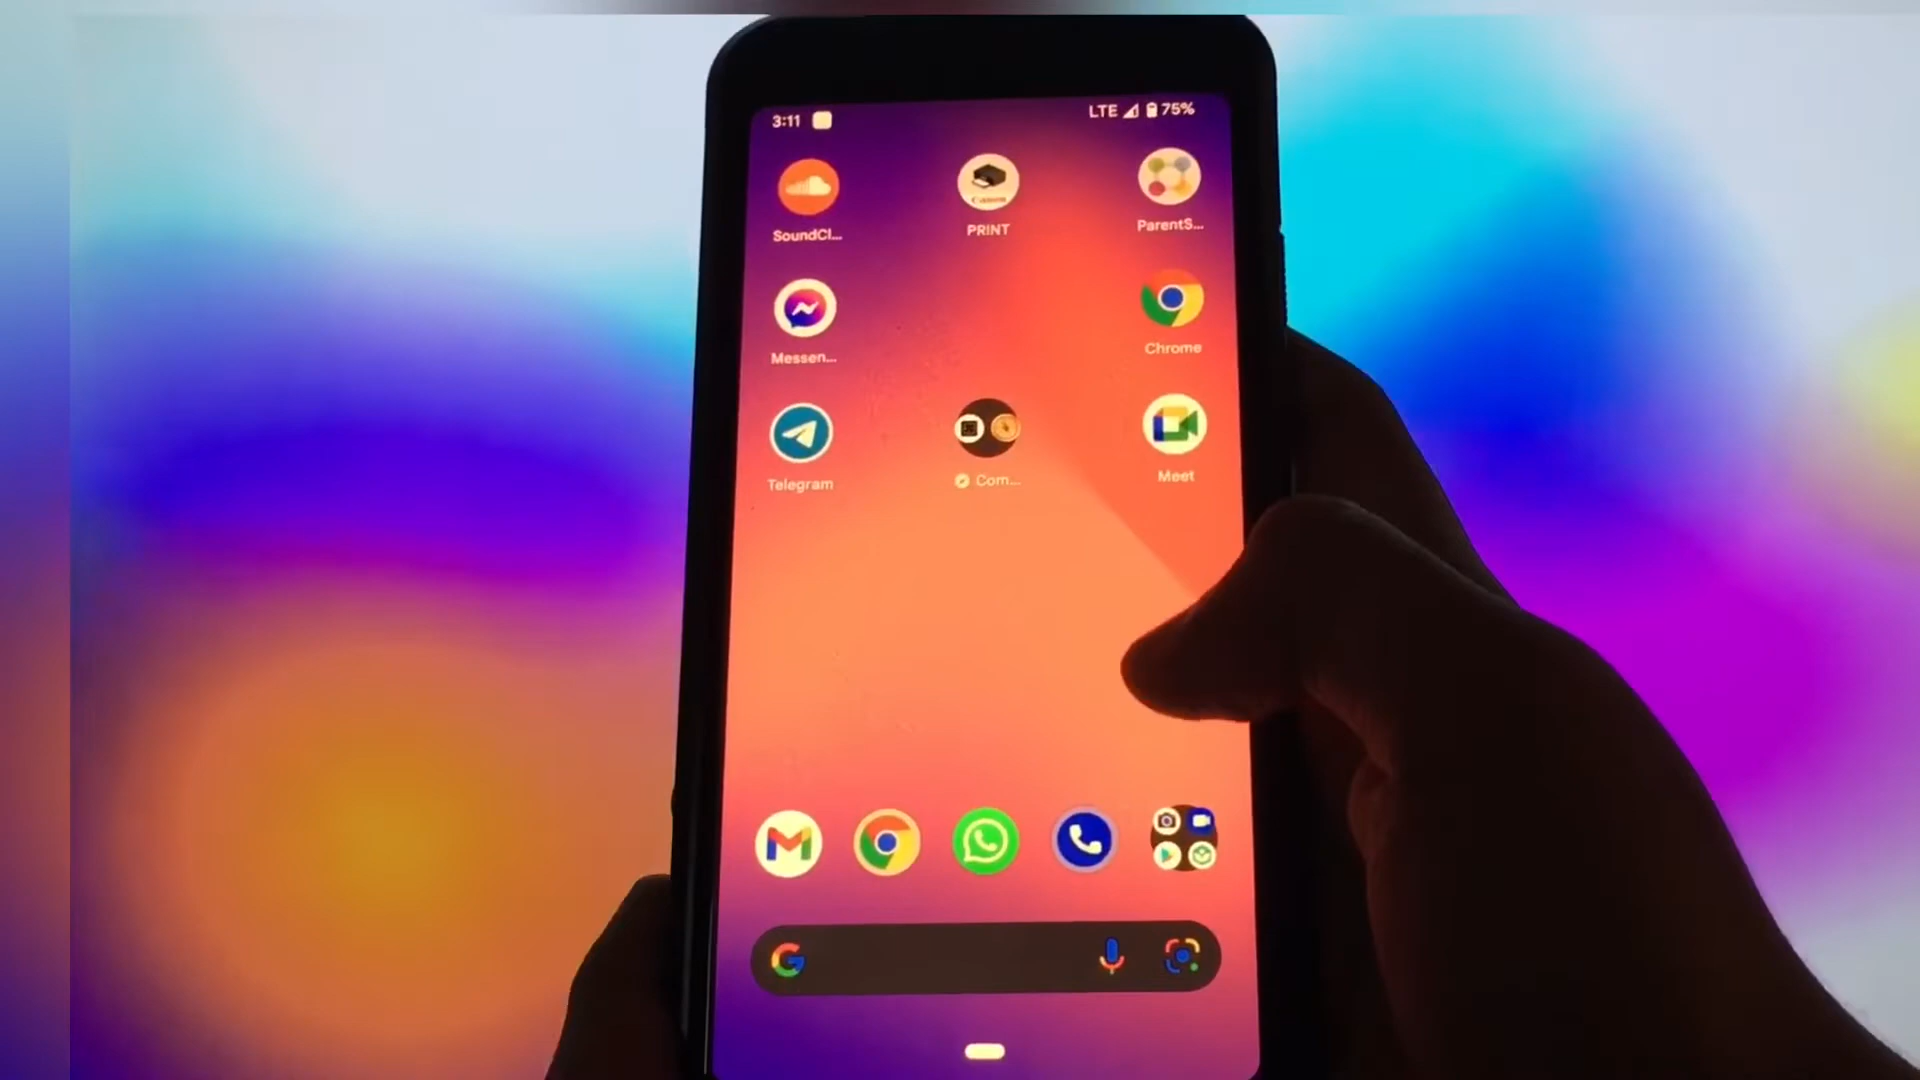 3:11 LTE 75%
SoundCl... PRINT ParentS...
Messen... Chrome
Telegram Com... Meet